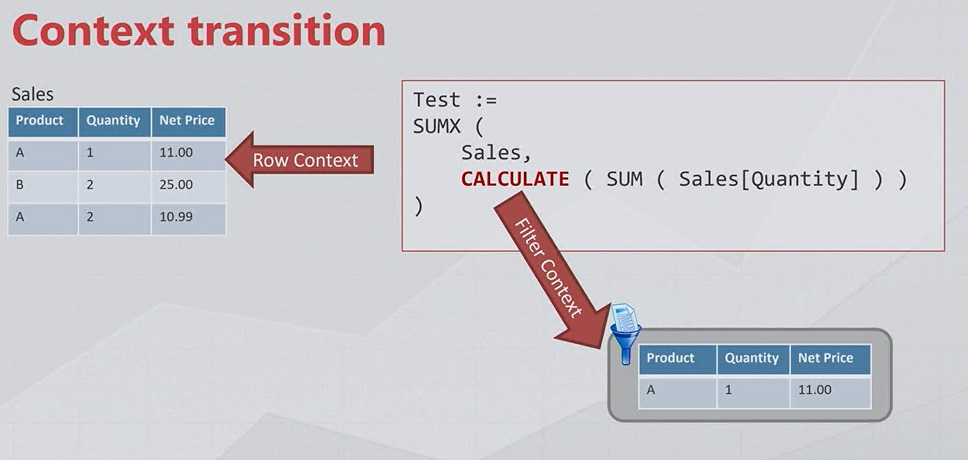 Context transition
Sales
Product Quantity Net Price
A 1 11.00
B 2 25.00
A 2 10.99
Row Context
Test :=
SUMX (
Sales,
CALCULATE ( SUM ( Sales[Quantity] ) )
)
Filter Context
Product Quantity Net Price
A 1 11.00